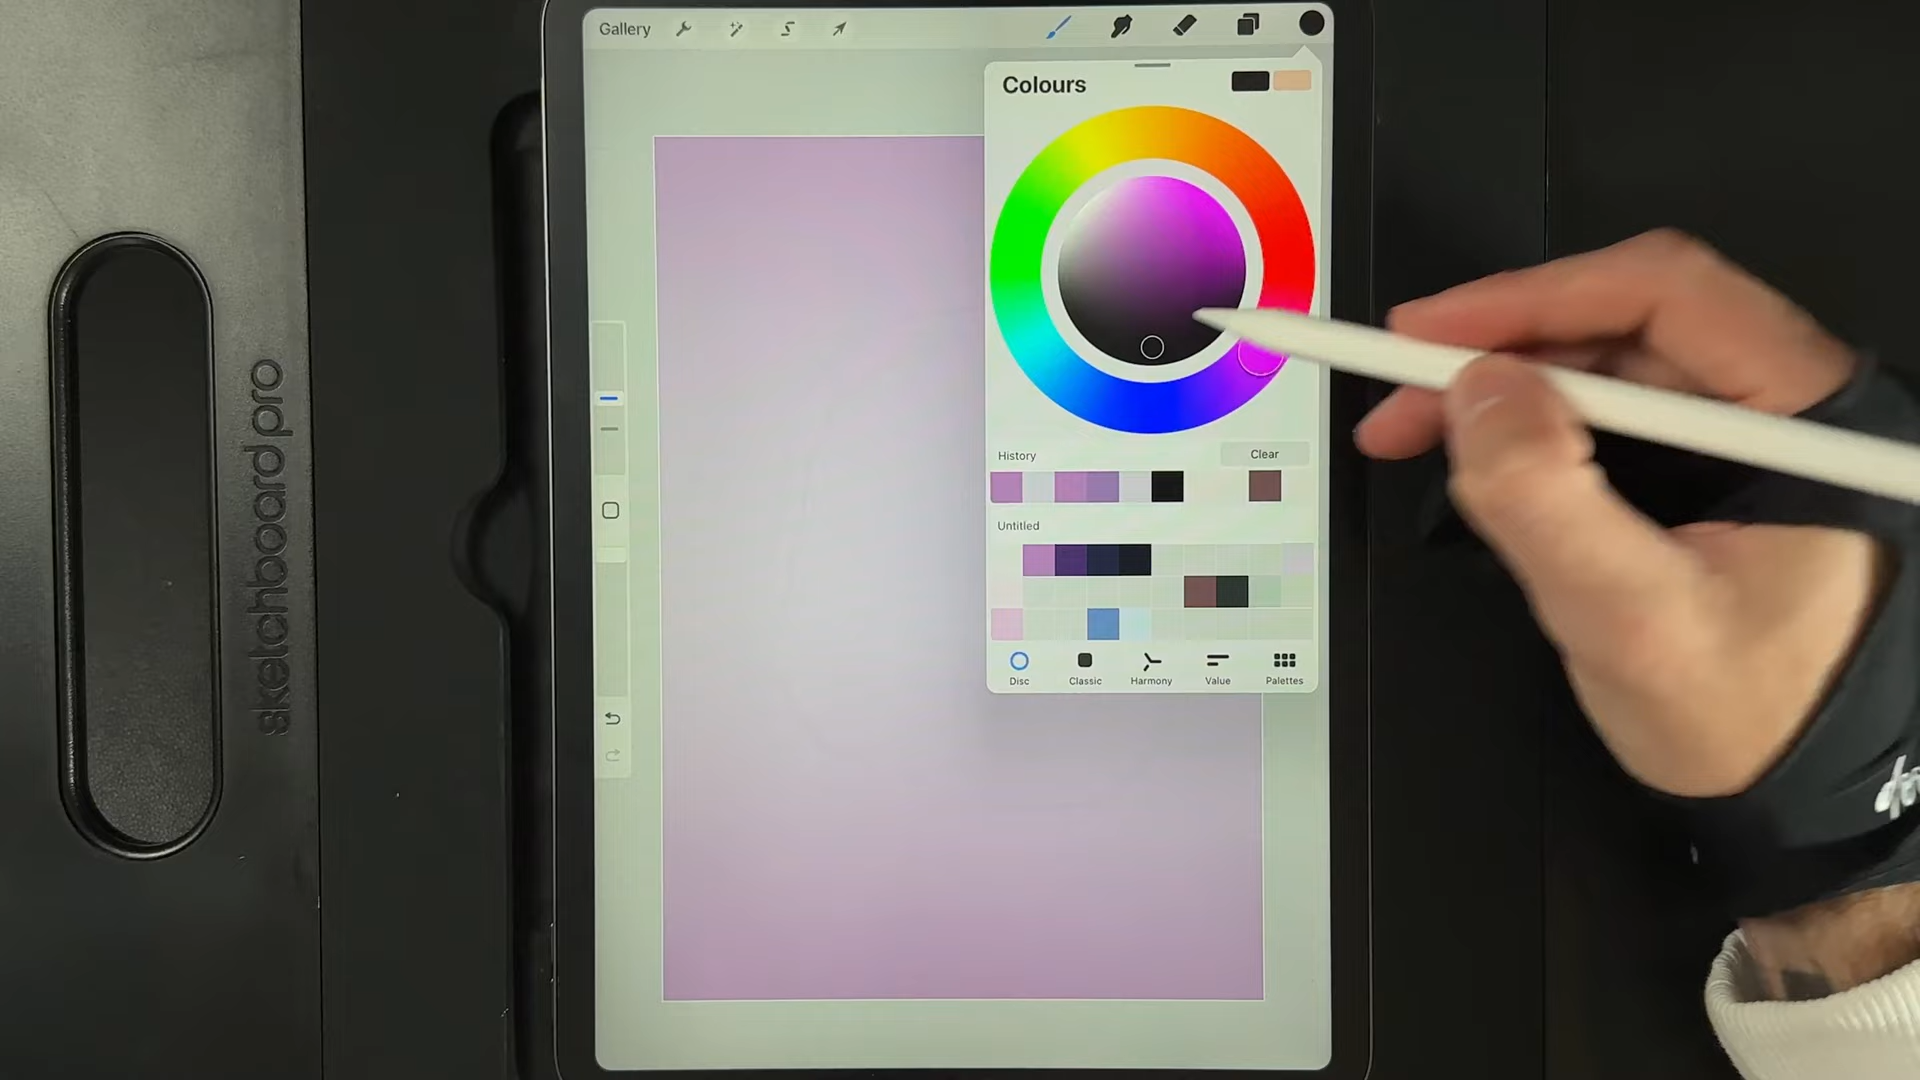 Gallery
Colours
History
Clear
Untitled
Disc
Classic
Harmony
Value
Palettes
sketchboard pro